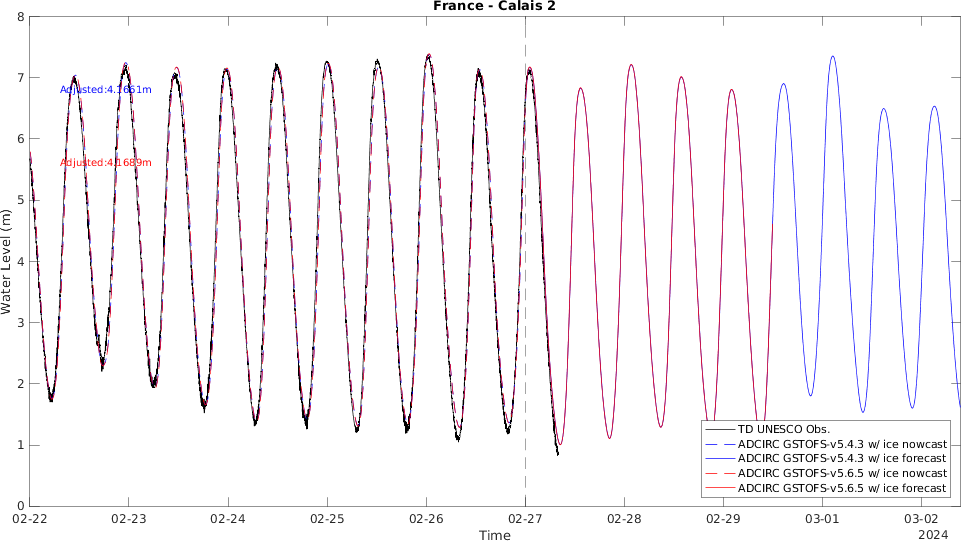 France - Calais 2
8
7
6
5
4
3
2
1
0
Water Level (m)
Adjusted:4.1661m
Adjusted:4.1689m
TD UNESCO Obs.
ADCIRC GSTOFS-v5.4.3 w/ ice nowcast
ADCIRC GSTOFS-v5.4.3 w/ ice forecast
ADCIRC GSTOFS-v5.6.5 w/ ice nowcast
ADCIRC GSTOFS-v5.6.5 w/ ice forecast
02-22 02-23 02-24 02-25 02-26 02-27 02-28 02-29 03-01 03-02
Time
2024